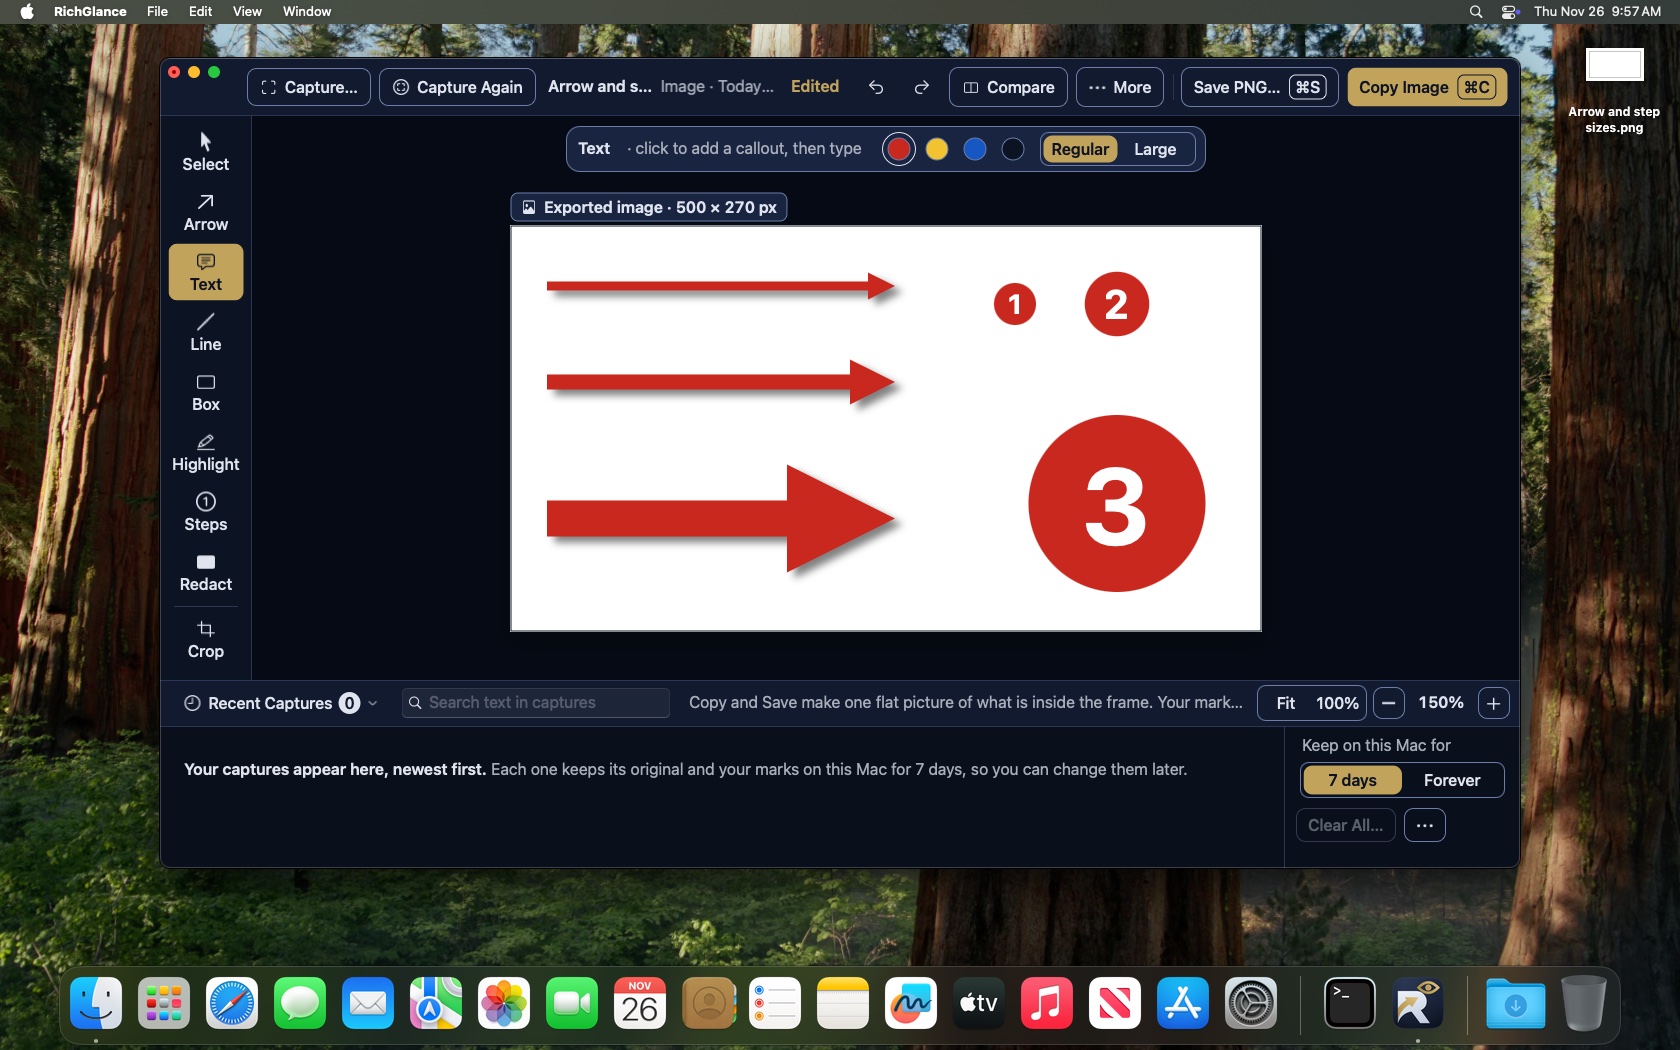 RichGlance File Edit View Window
Thu Nov 26 9:57 AM
Capture...
Capture Again
Arrow and s... Image · Today... Edited
Compare
More
Save PNG... ⌘S
Copy Image ⌘C
Arrow and step
sizes.png
Select
Arrow
Text
Line
Box
Highlight
1
Steps
Redact
Crop
Text · click to add a callout, then type
Regular Large
Exported image · 500 × 270 px
1 2
3
Recent Captures 0
Search text in captures
Copy and Save make one flat picture of what is inside the frame. Your mark...
Fit 100% − 150% +
Your captures appear here, newest first. Each one keeps its original and your marks on this Mac for 7 days, so you can change them later.
Keep on this Mac for
7 days Forever
Clear All...
NOV
26
tv
>_